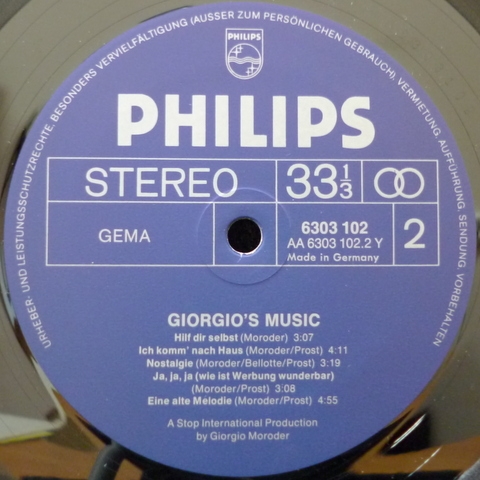 URHEBER- UND LEISTUNGSSCHUTZRECHTE, BESONDERS VERVIELFÄLTIGUNG (AUSSER ZUM PERSÖNLICHEN GEBRAUCH), VERMIETUNG, AUFFÜHRUNG, SENDUNG, VORBEHALTEN
PHILIPS
PHILIPS
STEREO 33 1/3
GEMA
6303 102
AA 6303 102.2 Y
Made in Germany
2
GIORGIO'S MUSIC
Hilf dir selbst (Moroder) 3:07
Ich komm' nach Haus (Moroder/Prost) 4:11
Nostalgie (Moroder/Bellotte/Prost) 3:19
Ja, ja, ja (wie ist Werbung wunderbar)
(Moroder/Prost) 3:08
Eine alte Melodie (Moroder/Prost) 4:55
A Stop International Production
by Giorgio Moroder